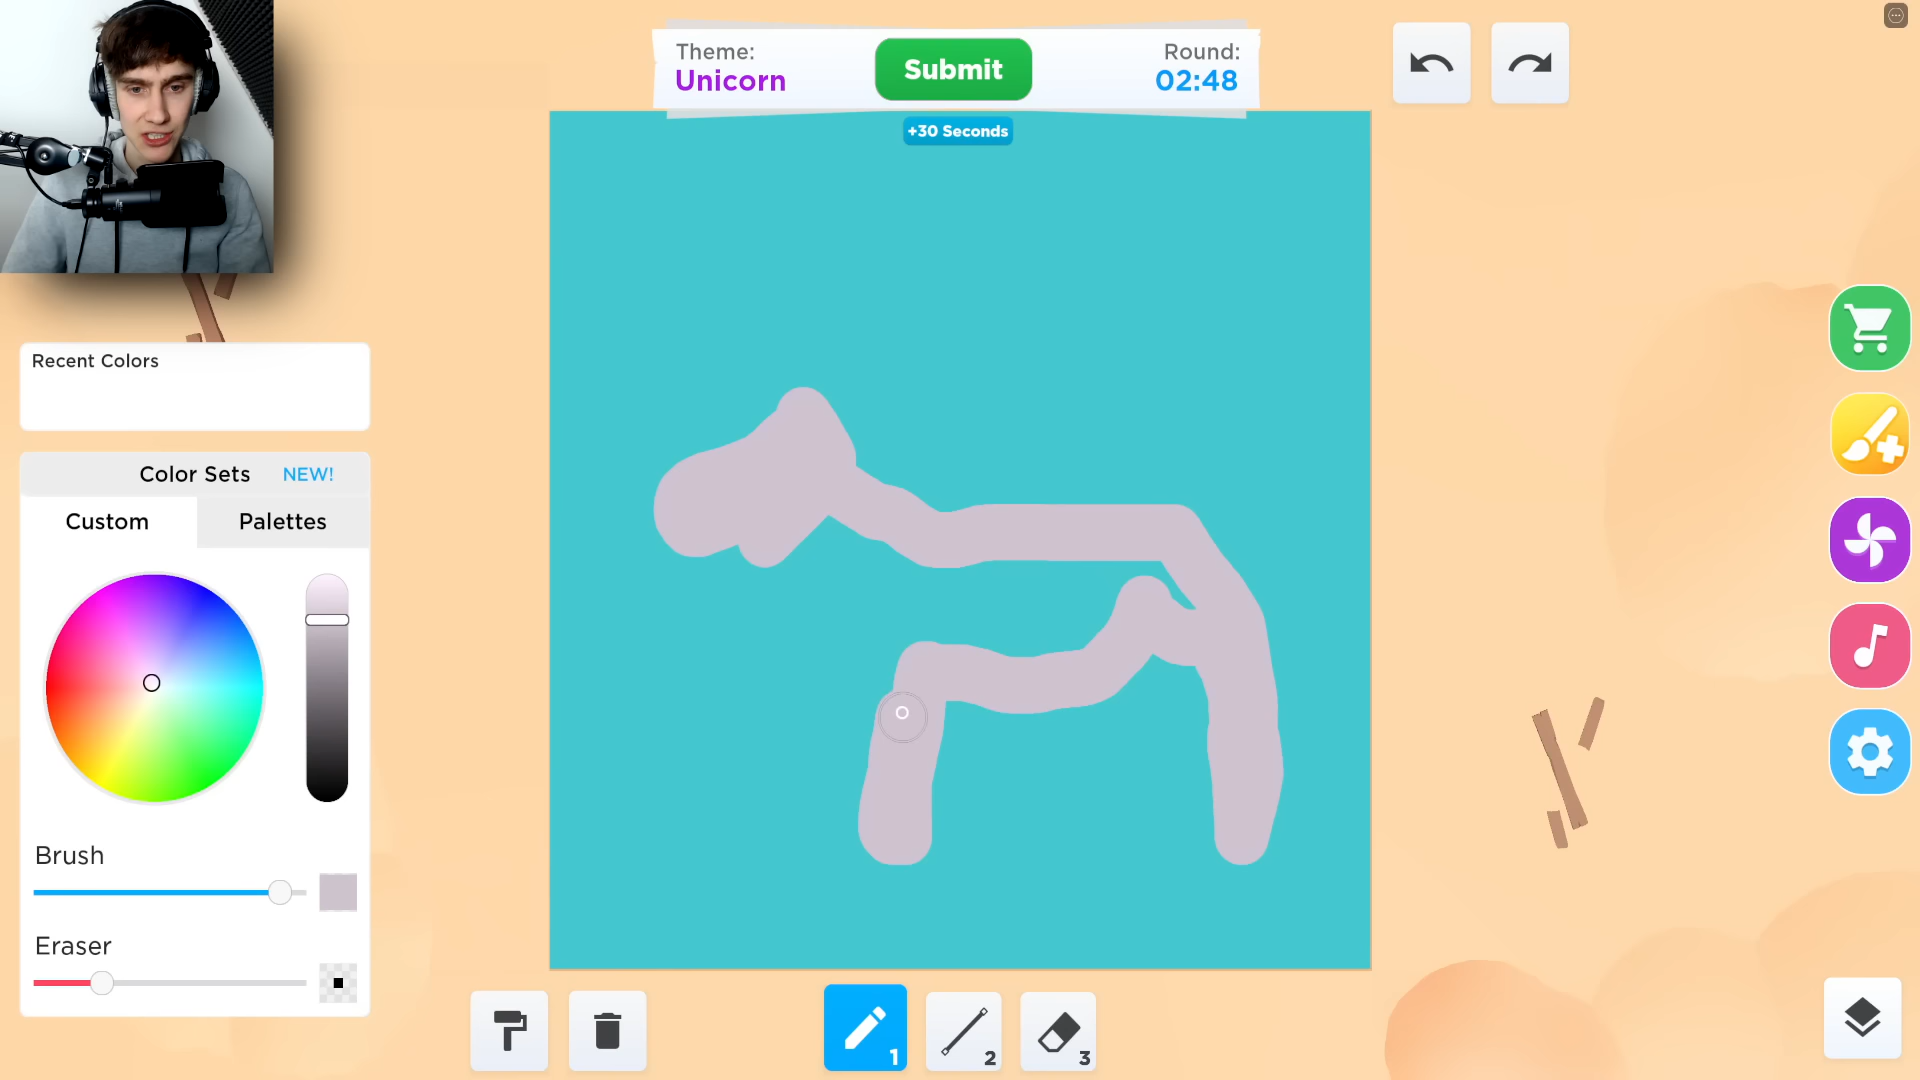 Theme:
Unicorn
Submit
Round:
02:48
+30 Seconds
Recent Colors
Color Sets NEW!
Custom
Palettes
Brush
Eraser
1
2
3